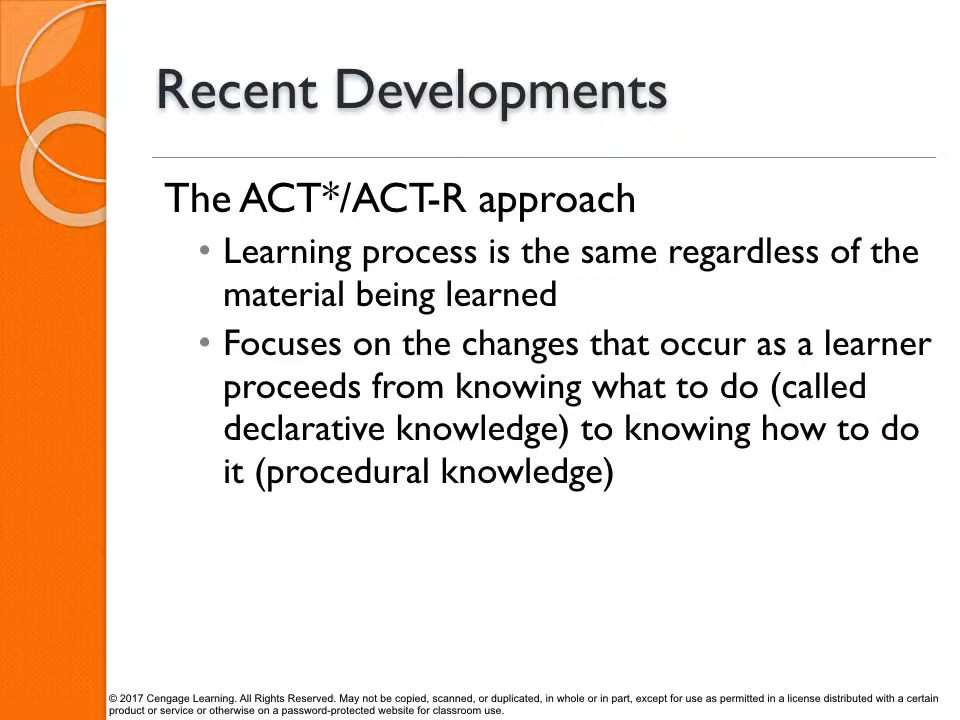 Recent Developments
The ACT*/ACT-R approach
• Learning process is the same regardless of the
material being learned
• Focuses on the changes that occur as a learner
proceeds from knowing what to do (called
declarative knowledge) to knowing how to do
it (procedural knowledge)
© 2017 Cengage Learning. All Rights Reserved. May not be copied, scanned, or duplicated, in whole or in part, except for use as permitted in a license distributed with a certain
product or service or otherwise on a password-protected website for classroom use.